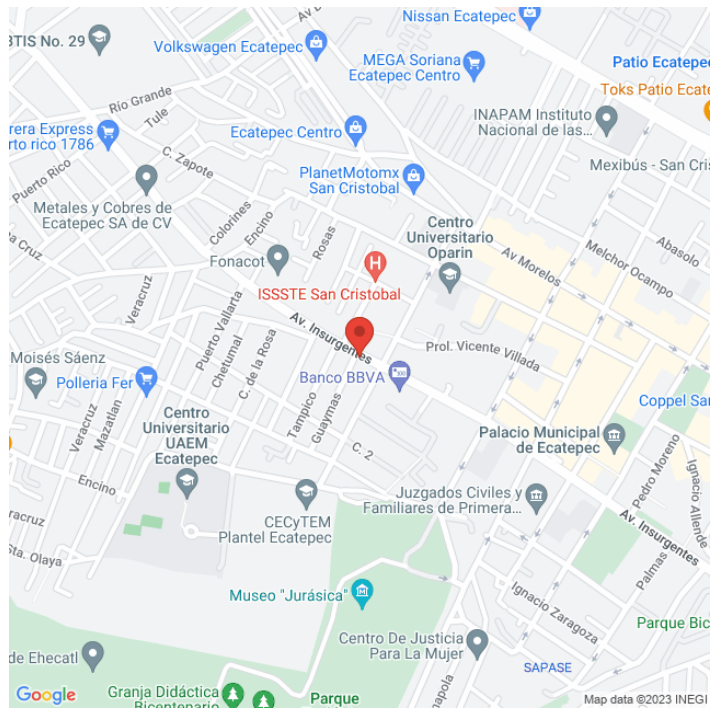 Nissan Ecatepec
BTIS No. 29
Volkswagen Ecatepec
Av
MEGA Soriana
Ecatepec Centro
Patio Ecatepec
Toks Patio Ecate
Río Grande
Tule
INAPAM Instituto
Nacional de las...
rera Express
rto rico 1786
Ecatepec Centro
C. Zapote
Mexibús - San Cris
Puerto Rico
PlanetMotomx
San Cristobal
Metales y Cobres de
Ecatepec SA de CV
Colorines
Encino
Rosas
Centro
Universitario
Oparin
Abasolo
Melchor Ocampo
Av Morelos
la Cruz
Fonacot
ISSSTE San Cristobal
Veracruz
Puerto Vallarta
Chetumal
C. de la Rosa
Av. Insurgentes
Prol. Vicente Villada
Moisés Sáenz
Polleria Fer
Banco BBVA
Coppel San
Veracruz
Mazatlan
Centro
Universitario
UAEM
Ecatepec
Tampico
Guaymas
C. 2
Palacio Municipal
de Ecatepec
Pedro Moreno
Ignacio Allende
Encino
CECyTEM
Plantel Ecatepec
Juzgados Civiles y
Familiares de Primera...
Av. Insurgentes
racruz
Sta. Olaya
Palmas
Museo "Jurásica"
Ignacio Zaragoza
Parque Bic
Centro De Justicia
Para La Mujer
de Ehecatl
SAPASE
Granja Didáctica
Bicentenario
Parque
napola
Google
Map data ©2023 INEGI